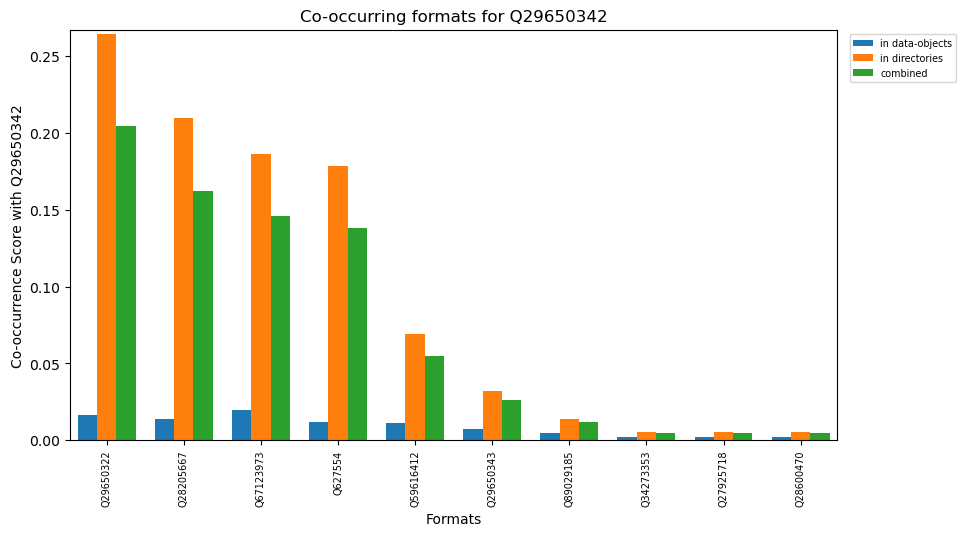 Co-occurring formats for Q29650342
in data-objects
in directories
combined
Co-occurrence Score with Q29650342
0.25
0.20
0.15
0.10
0.05
0.00
Q29650322
Q28205667
Q67123973
Q627554
Q59616412
Q29650343
Q89029185
Q34273353
Q27925718
Q28600470
Formats